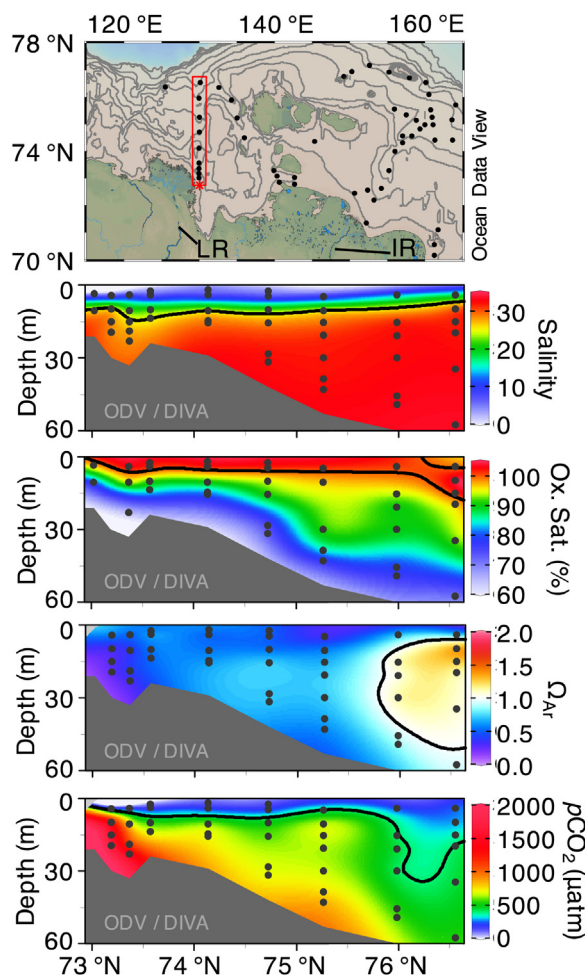 120 °E 140 °E 160 °E
78 °N
74 °N
70 °N
LR
IR
Ocean Data View
0
30
60
Depth (m)
ODV / DIVA
30
20
10
0
Salinity
0
30
60
Depth (m)
ODV / DIVA
100
90
80
70
60
Ox. Sat. (%)
0
30
60
Depth (m)
ODV / DIVA
2.0
1.5
1.0
0.5
0.0
ΩAr
0
30
60
Depth (m)
ODV / DIVA
2000
1500
1000
500
0
pCO2 (µatm)
73 °N 74 °N 75 °N 76 °N